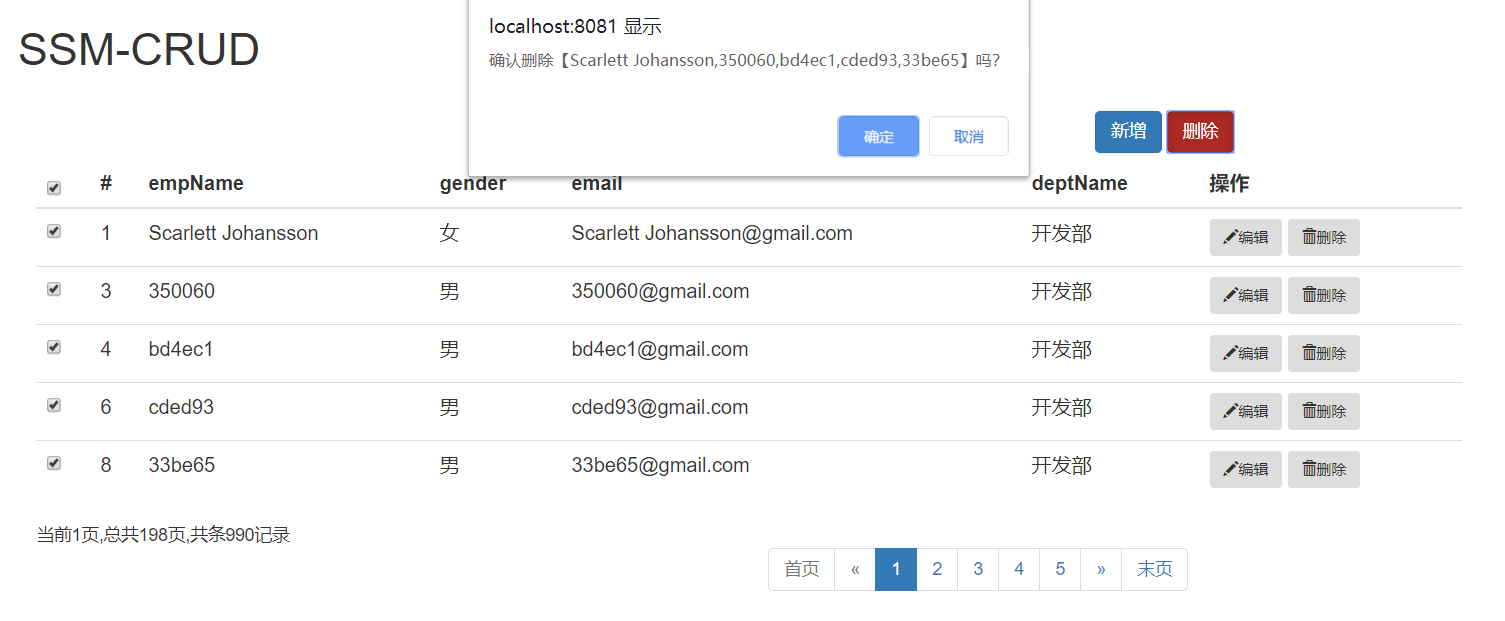 SSM-CRUD
localhost:8081 显示
确认删除【Scarlett Johansson,350060,bd4ec1,cded93,33be65】吗?
确定 取消
新增 删除
# empName gender email deptName 操作
1 Scarlett Johansson 女 Scarlett Johansson@gmail.com 开发部 编辑 删除
3 350060 男 350060@gmail.com 开发部 编辑 删除
4 bd4ec1 男 bd4ec1@gmail.com 开发部 编辑 删除
6 cded93 男 cded93@gmail.com 开发部 编辑 删除
8 33be65 男 33be65@gmail.com 开发部 编辑 删除
当前1页,总共198页,共条990记录
首页 « 1 2 3 4 5 » 末页